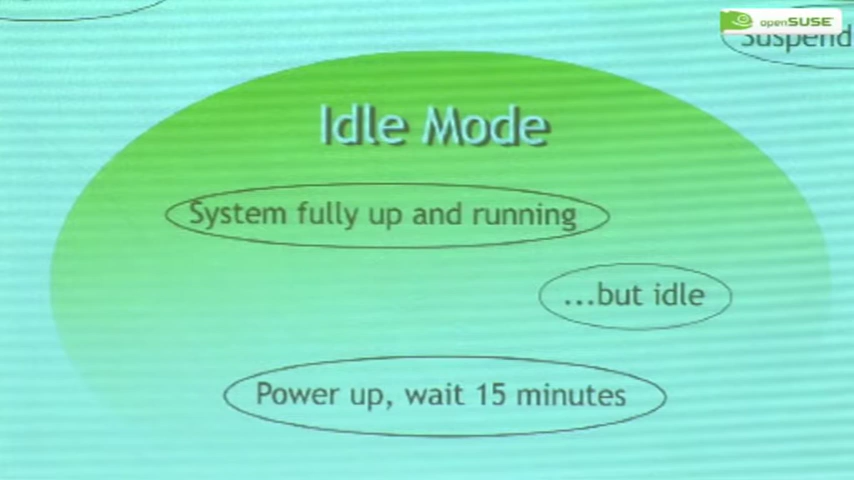 openSUSE
Suspend
Idle Mode
System fully up and running
...but idle
Power up, wait 15 minutes